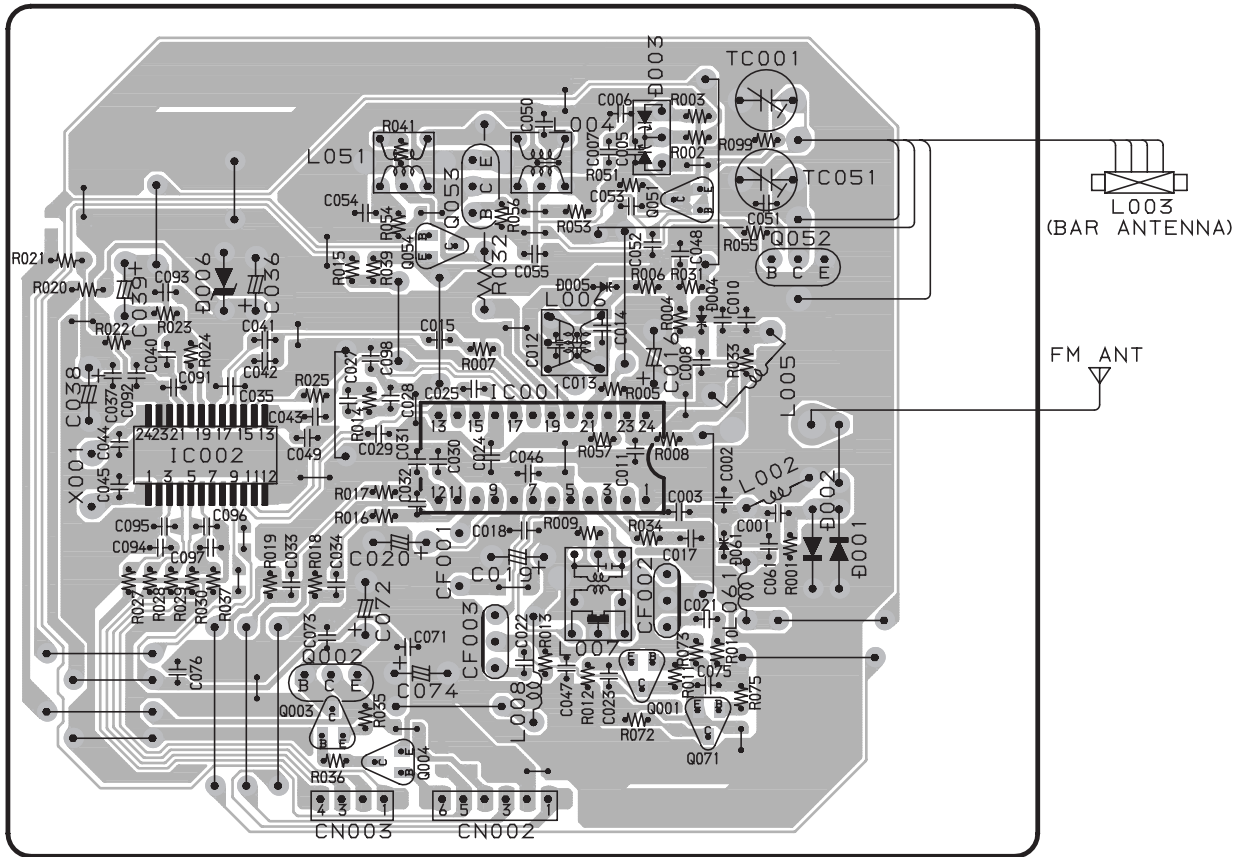 D003
TC001
C006
R003
C050
L004
R041
R099
L051
C007
C005
R002
R051
TC051
L003
(BAR ANTENNA)
Q053
E
C
B
C053
Q051
C
E
B
C054
R054
R056
R053
C051
R055
Q052
B
C
E
Q054
B
E
C
C052
C048
R021
D006
C036
R015
R039
R032
C055
R020
C039
C093
D005
L006
R006
R031
D004
C010
R022
R023
R004
C041
C015
C012
C014
C016
C008
R033
FM ANT
C040
R024
C098
R007
C013
L005
C038
C037
C092
C091
C042
R025
C035
C025
IC001
R005
C043
R014
C028
C044
24
23
21
19
17
15
13
IC002
1
3
5
7
9
11
12
C049
C029
C031
C030
C024
13
15
17
19
21
23
24
R057
R008
C011
C046
X001
C045
C032
C002
L002
D002
R017
12
11
9
7
5
3
1
C003
C095
C096
R016
C018
R009
R034
C001
C094
C097
R019
C033
R018
C034
C020
CF001
C017
D061
C061
R001
D001
R027
R028
R029
R030
R037
C072
CF002
L061
C021
C073
C071
CF003
C022
R013
L007
R073
R010
C076
Q002
B
C
E
C074
L008
C047
R012
C023
E
B
C
C075
R075
Q003
C
B
E
R035
Q001
E
B
C
R072
Q071
R036
Q004
C
E
B
4
3
1
CN003
6
5
3
1
CN002